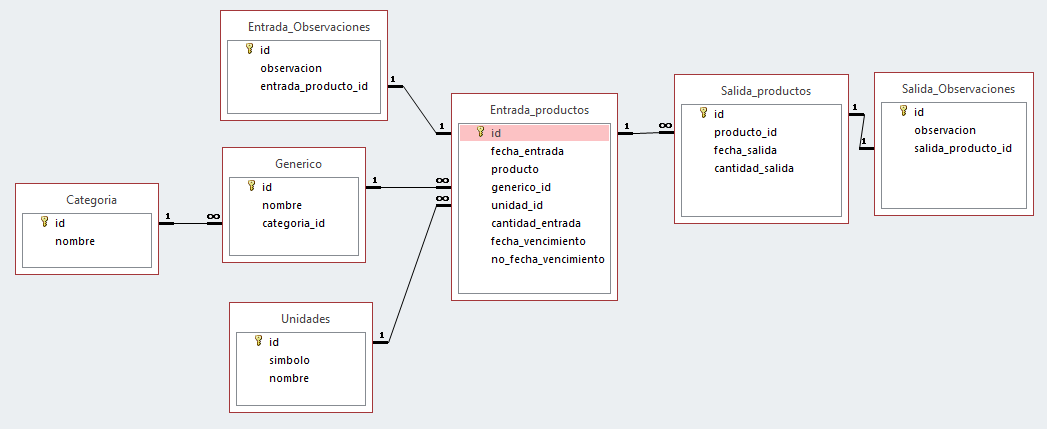 Entrada_Observaciones
id
observacion
entrada_producto_id
1
1
Generico
id
nombre
categoria_id
1
∞
Categoria
id
nombre
1
∞
Unidades
id
simbolo
nombre
1
∞
Entrada_productos
id
fecha_entrada
producto
generico_id
unidad_id
cantidad_entrada
fecha_vencimiento
no_fecha_vencimiento
1
∞
Salida_productos
id
producto_id
fecha_salida
cantidad_salida
1
1
Salida_Observaciones
id
observacion
salida_producto_id